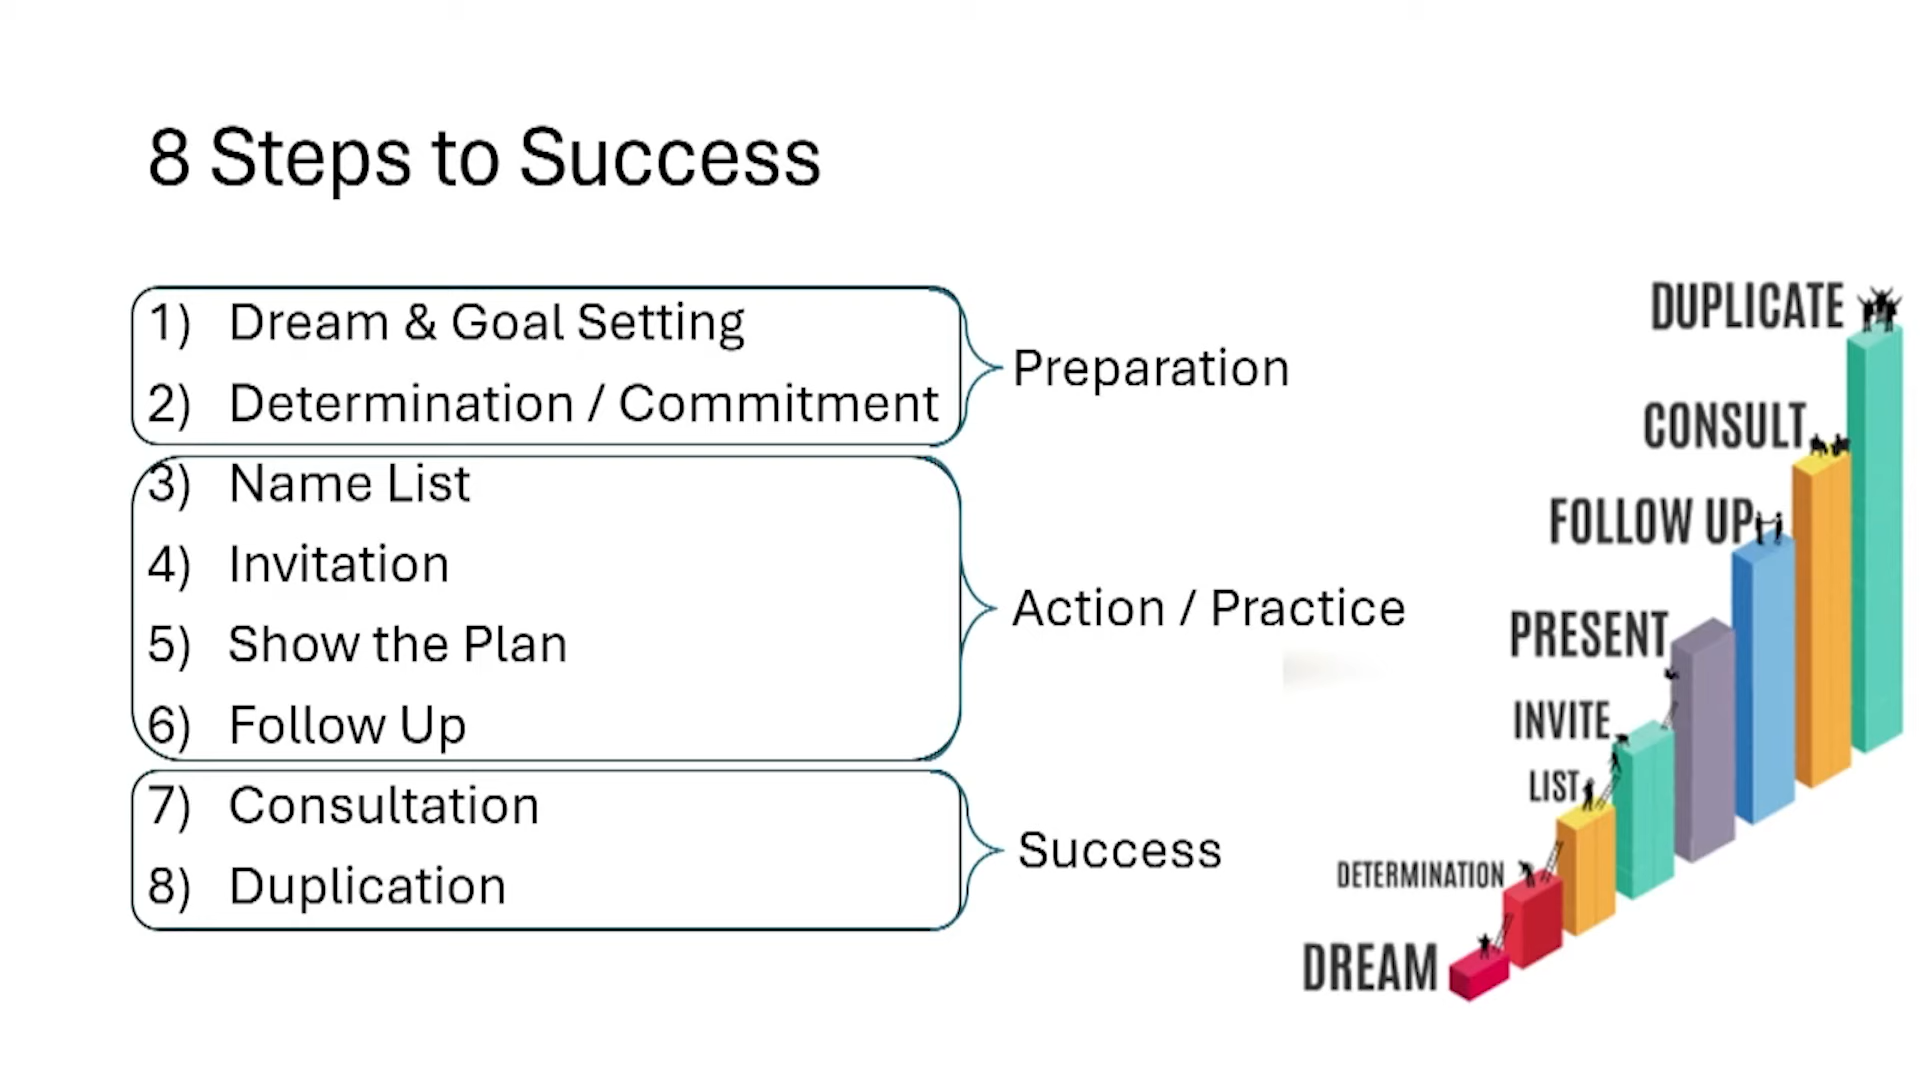 8 Steps to Success
1) Dream & Goal Setting
2) Determination / Commitment
Preparation
3) Name List
4) Invitation
5) Show the Plan
6) Follow Up
Action / Practice
7) Consultation
8) Duplication
Success
DUPLICATE
CONSULT
FOLLOW UP
PRESENT
INVITE
LIST
DETERMINATION
DREAM